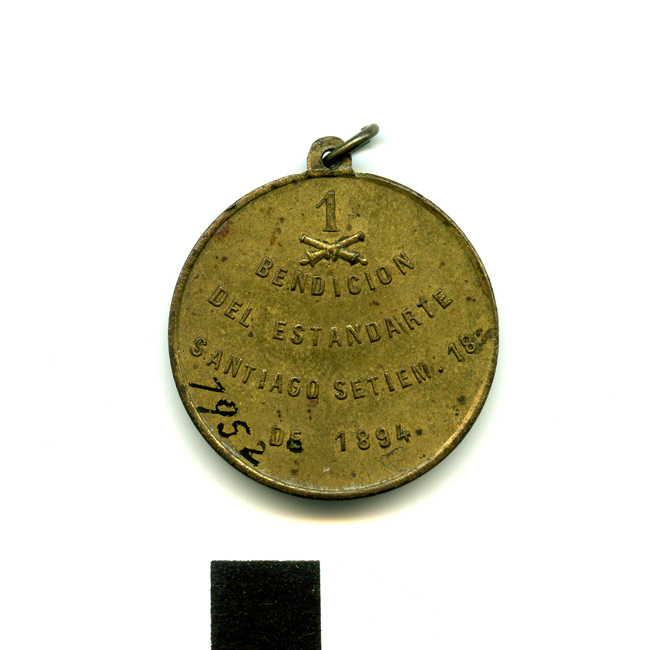 1
BENDICION
DEL ESTANDARTE
SANTIAGO SETIEM. 18
DE 1894.
1952